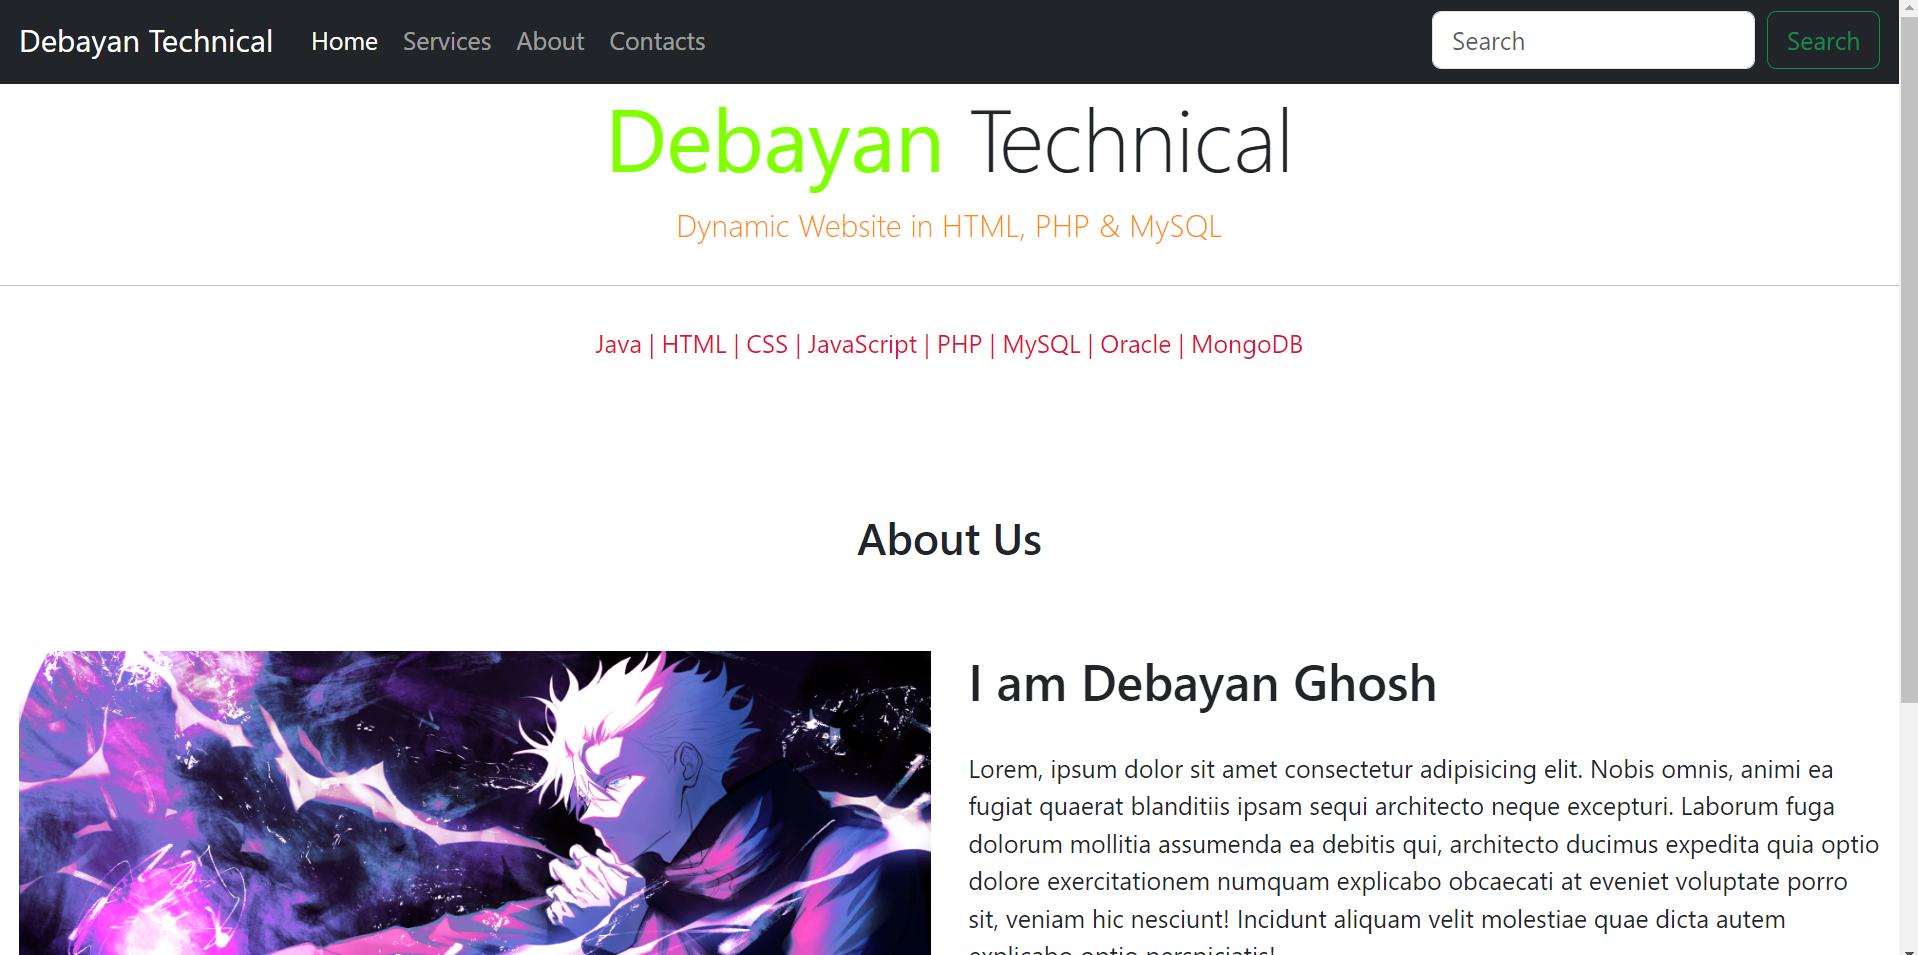 Debayan Technical Home Services About Contacts Search Search
Debayan Technical
Dynamic Website in HTML, PHP & MySQL
Java | HTML | CSS | JavaScript | PHP | MySQL | Oracle | MongoDB
About Us
I am Debayan Ghosh
Lorem, ipsum dolor sit amet consectetur adipisicing elit. Nobis omnis, animi ea
fugiat quaerat blanditiis ipsam sequi architecto neque excepturi. Laborum fuga
dolorum mollitia assumenda ea debitis qui, architecto ducimus expedita quia optio
dolore exercitationem numquam explicabo obcaecati at eveniet voluptate porro
sit, veniam hic nesciunt! Incidunt aliquam velit molestiae quae dicta autem
explicabo optio perspiciatis!